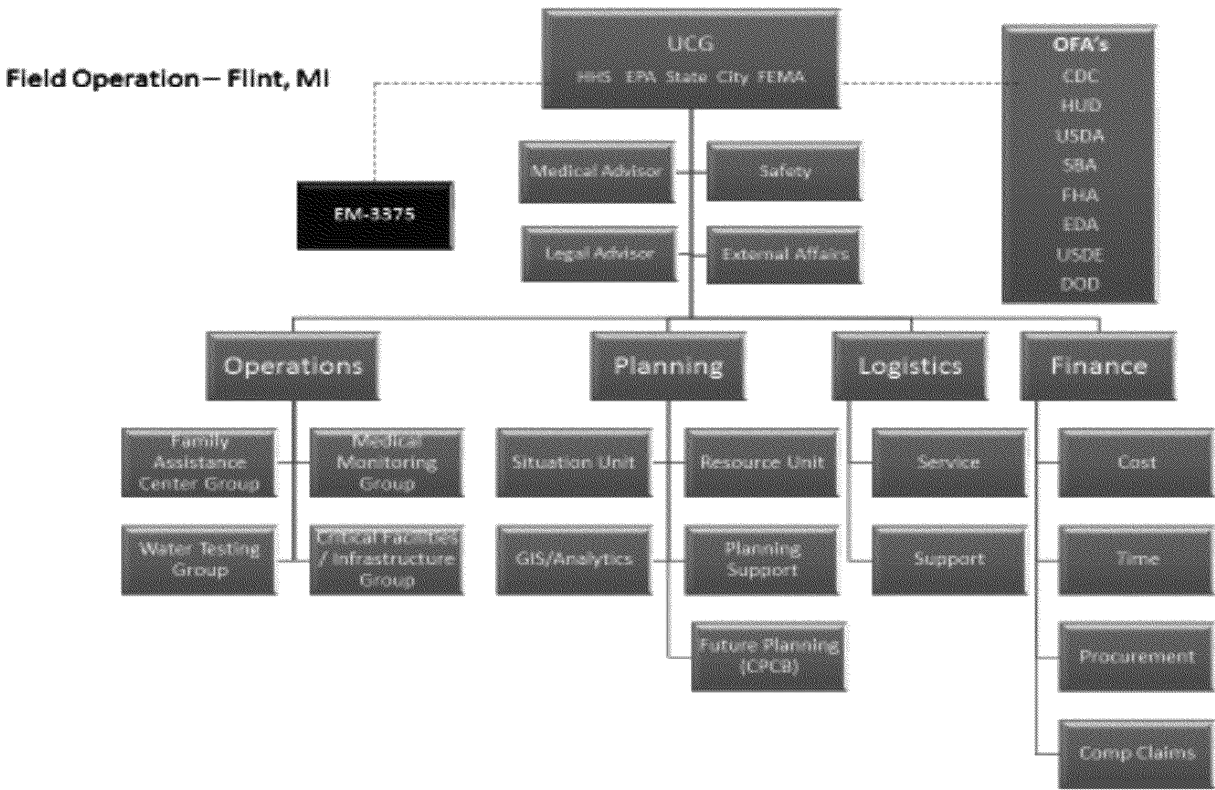 Field Operation – Flint, MI
UCG
HHS EPA State City FEMA
OFA's
CDC
HUD
USDA
SBA
FHA
EDA
USDE
DOD
EM-3375
Medical Advisor
Safety
Legal Advisor
External Affairs
Operations
Planning
Logistics
Finance
Family
Assistance
Center Group
Medical
Monitoring
Group
Situation Unit
Resource Unit
Service
Cost
Water Testing
Group
Critical Facilities
/ Infrastructure
Group
GIS/Analytics
Planning
Support
Support
Time
Future Planning
(CPCB)
Procurement
Comp Claims